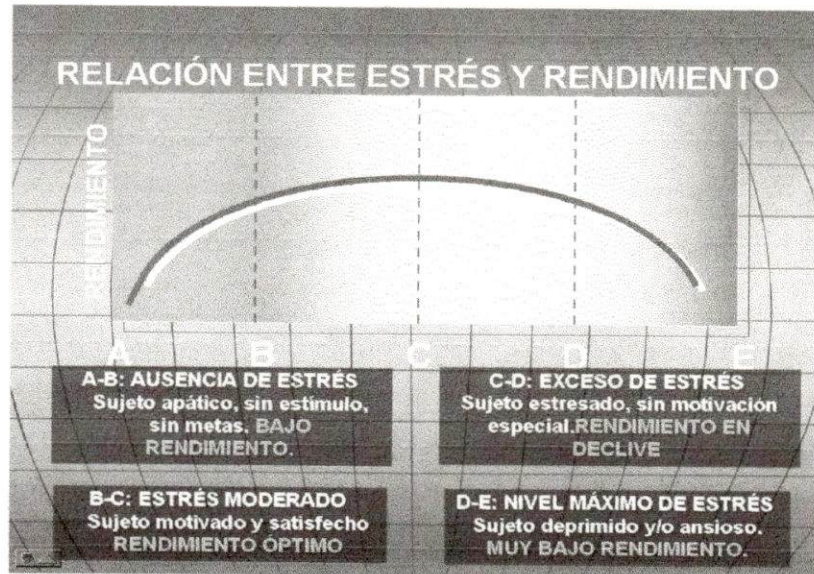 RELACIÓN ENTRE ESTRÉS Y RENDIMIENTO
RENDIMIENTO
A B C D E
A-B: AUSENCIA DE ESTRÉS
Sujeto apático, sin estímulo,
sin metas. BAJO
RENDIMIENTO.
C-D: EXCESO DE ESTRÉS
Sujeto estresado, sin motivación
especial.RENDIMIENTO EN
DECLIVE
B-C: ESTRÉS MODERADO
Sujeto motivado y satisfecho
RENDIMIENTO ÓPTIMO
D-E: NIVEL MÁXIMO DE ESTRÉS
Sujeto deprimido y/o ansioso.
MUY BAJO RENDIMIENTO.